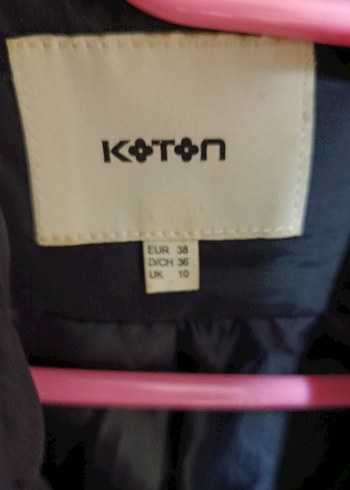 KOTON
EUR 38
D/CH 36
UK 10